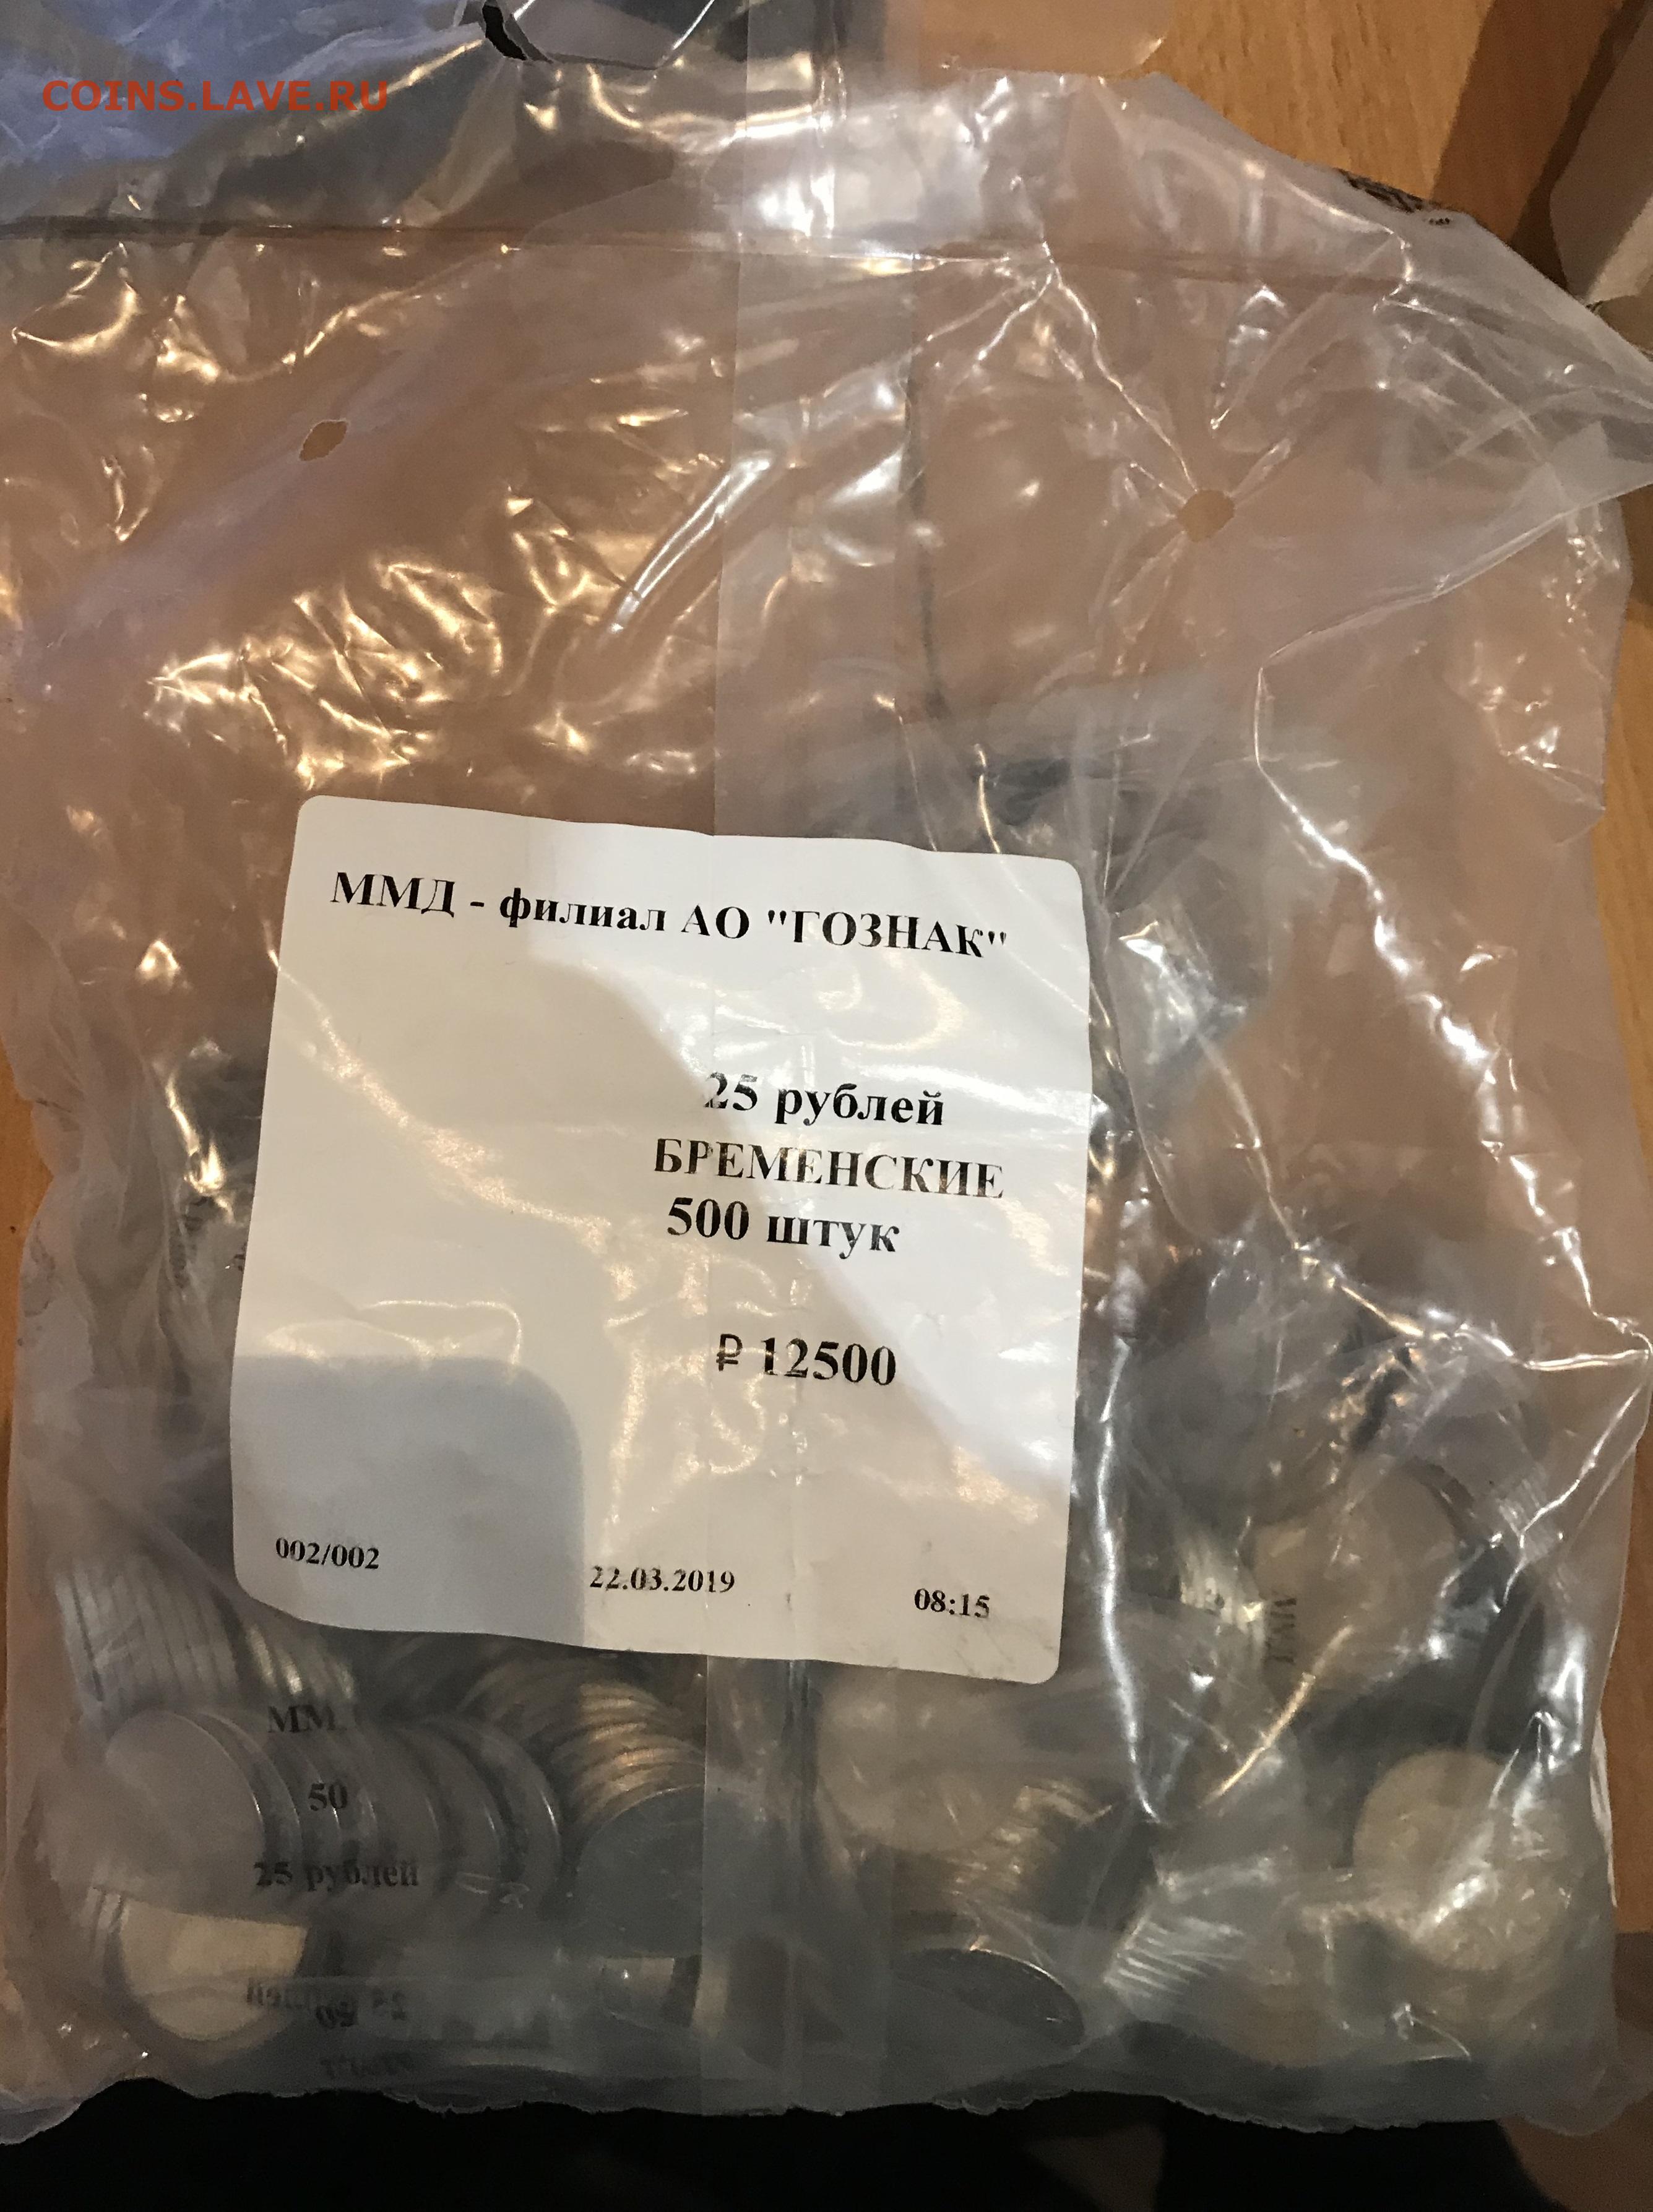 COINS.LAVE.RU
ММД - филиал АО "ГОЗНАК"
25 рублей
БРЕМЕНСКИЕ
500 штук
₽ 12500
002/002
22.03.2019
08:15
ММ
50
25 рублей
50